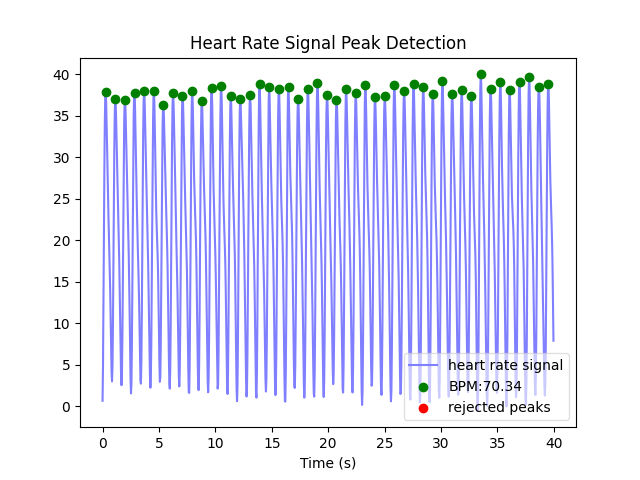 Heart Rate Signal Peak Detection
40
35
30
25
20
15
10
5
0
heart rate signal
BPM:70.34
rejected peaks
0 5 10 15 20 25 30 35 40
Time (s)